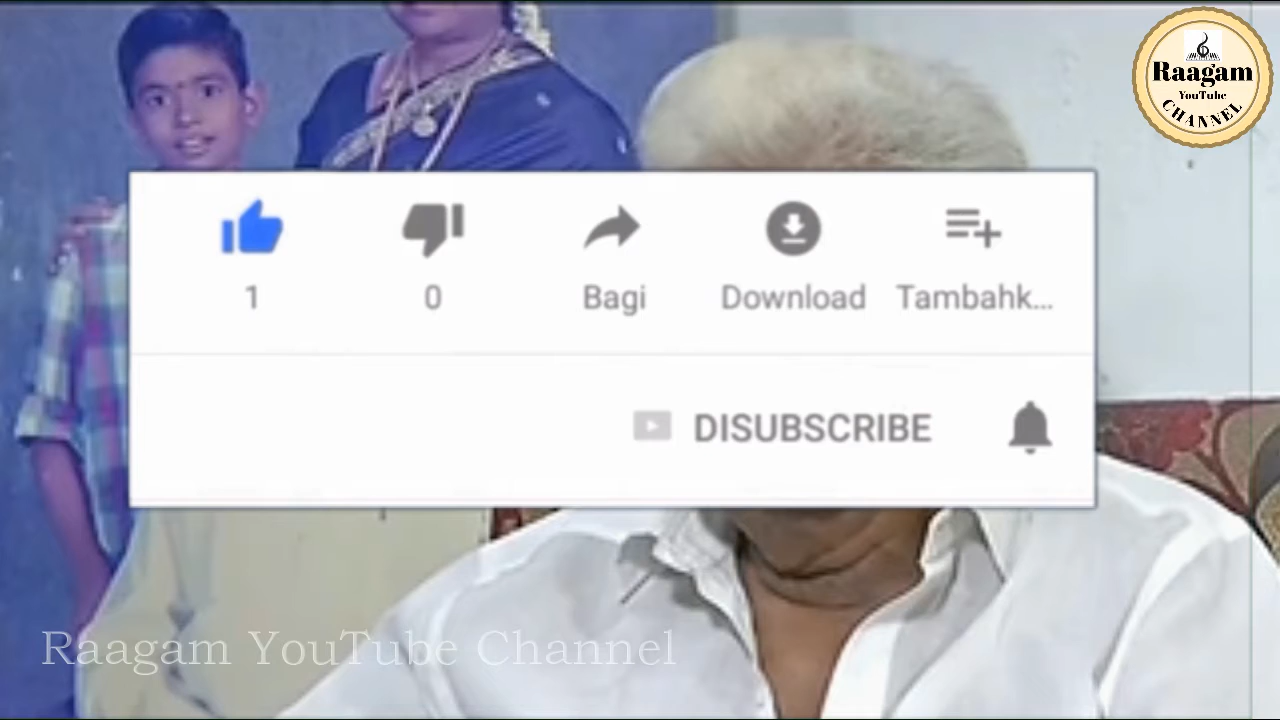 Raagam
YouTube
CHANNEL
1
0
Bagi
Download
Tambahk...
DISUBSCRIBE
Raagam YouTube Channel